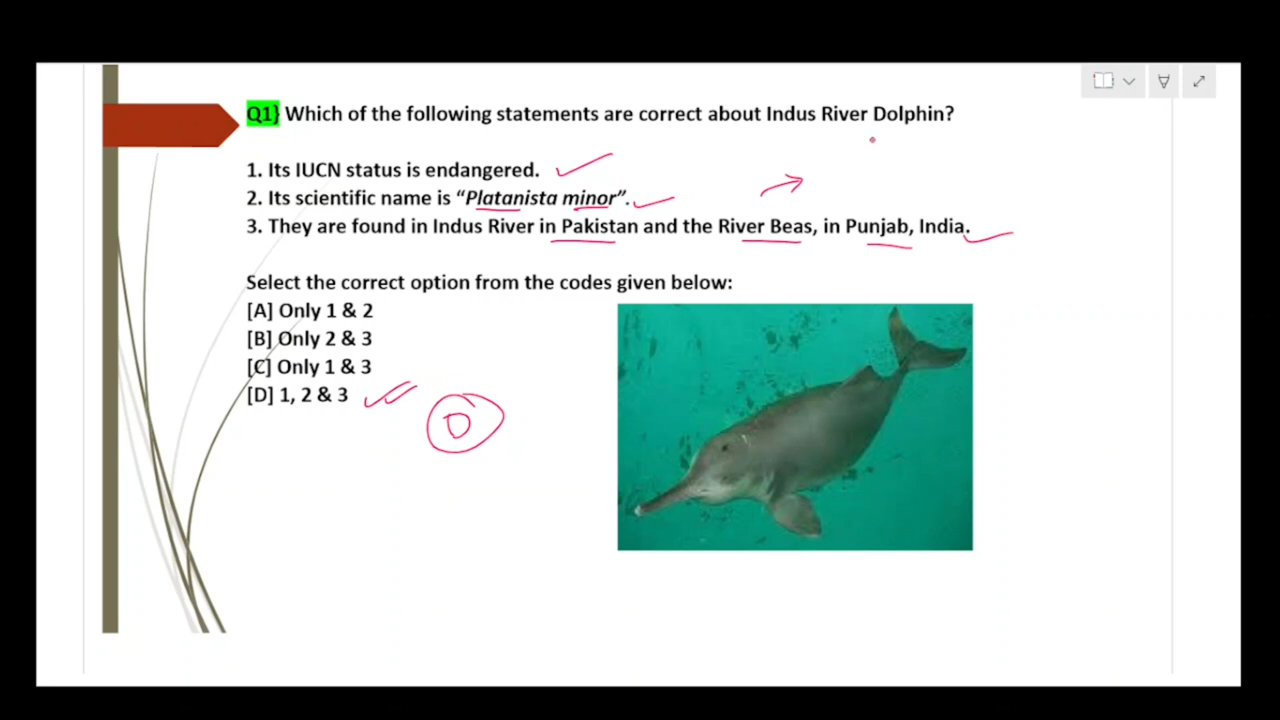 Q1} Which of the following statements are correct about Indus River Dolphin?
1. Its IUCN status is endangered.
2. Its scientific name is “Platanista minor”.
3. They are found in Indus River in Pakistan and the River Beas, in Punjab, India.
Select the correct option from the codes given below:
[A] Only 1 & 2
[B] Only 2 & 3
[C] Only 1 & 3
[D] 1, 2 & 3
D